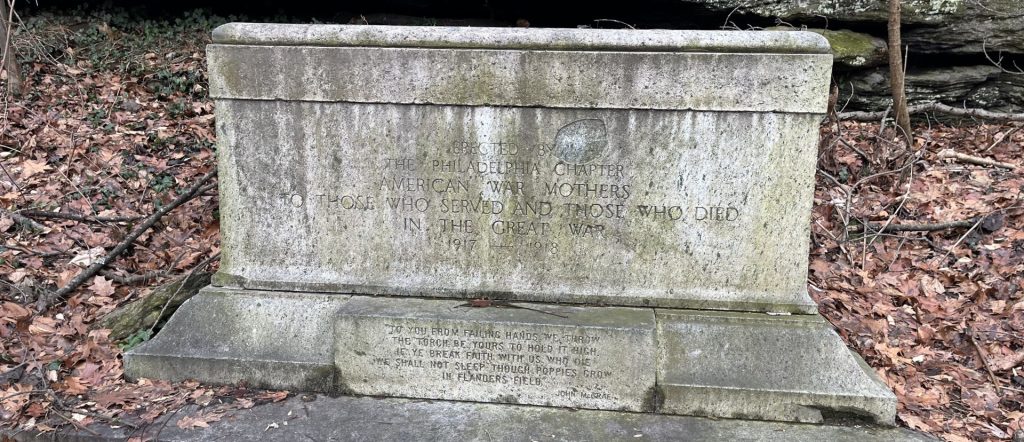 ERECTED BY
THE PHILADELPHIA CHAPTER
AMERICAN WAR MOTHERS
TO THOSE WHO SERVED AND THOSE WHO DIED
IN THE GREAT WAR
1917 — 1918
"TO YOU FROM FAILING HANDS WE THROW
THE TORCH. BE YOURS TO HOLD IT HIGH
IF YE BREAK FAITH WITH US WHO DIE
WE SHALL NOT SLEEP THOUGH POPPIES GROW
IN FLANDERS FIELD."
JOHN McCRAE